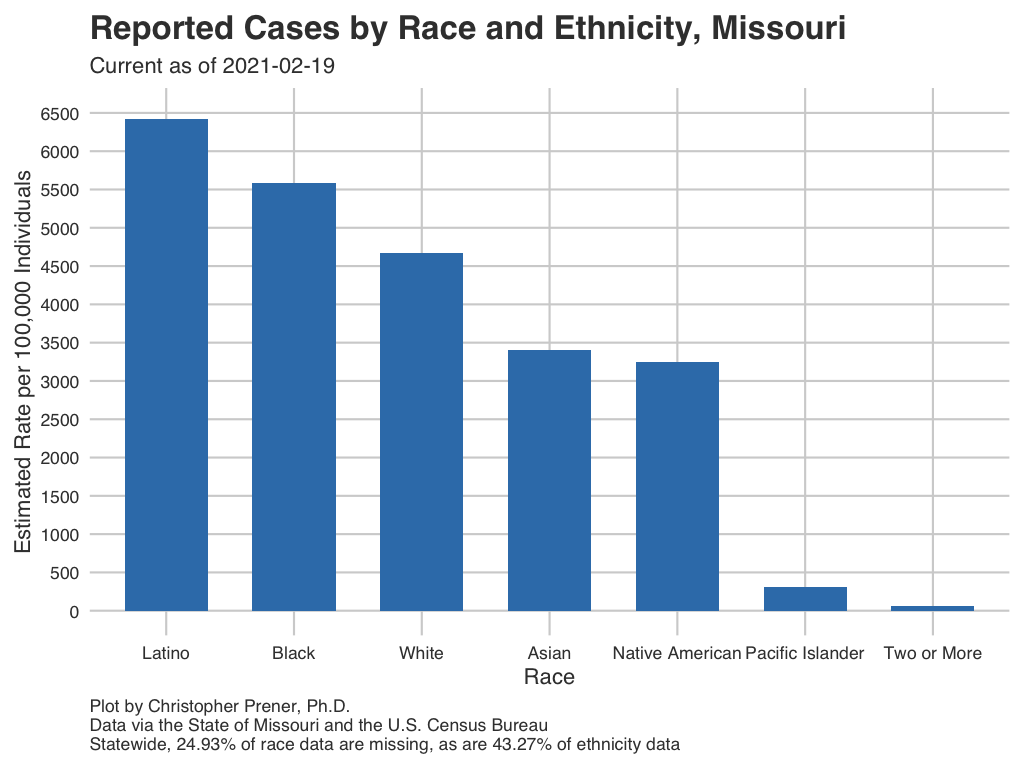 Reported Cases by Race and Ethnicity, Missouri
Current as of 2021-02-19
Estimated Rate per 100,000 Individuals
6500
6000
5500
5000
4500
4000
3500
3000
2500
2000
1500
1000
500
0
Latino
Black
White
Asian
Native American
Pacific Islander
Two or More
Race
Plot by Christopher Prener, Ph.D.
Data via the State of Missouri and the U.S. Census Bureau
Statewide, 24.93% of race data are missing, as are 43.27% of ethnicity data